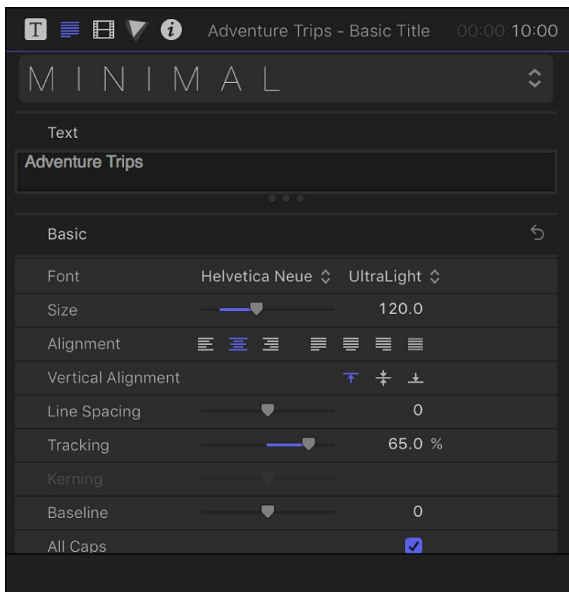 T i Adventure Trips - Basic Title 00:00:10:00
MINIMAL
Text
Adventure Trips
Basic
Font Helvetica Neue UltraLight
Size 120.0
Alignment
Vertical Alignment
Line Spacing 0
Tracking 65.0 %
Kerning
Baseline 0
All Caps